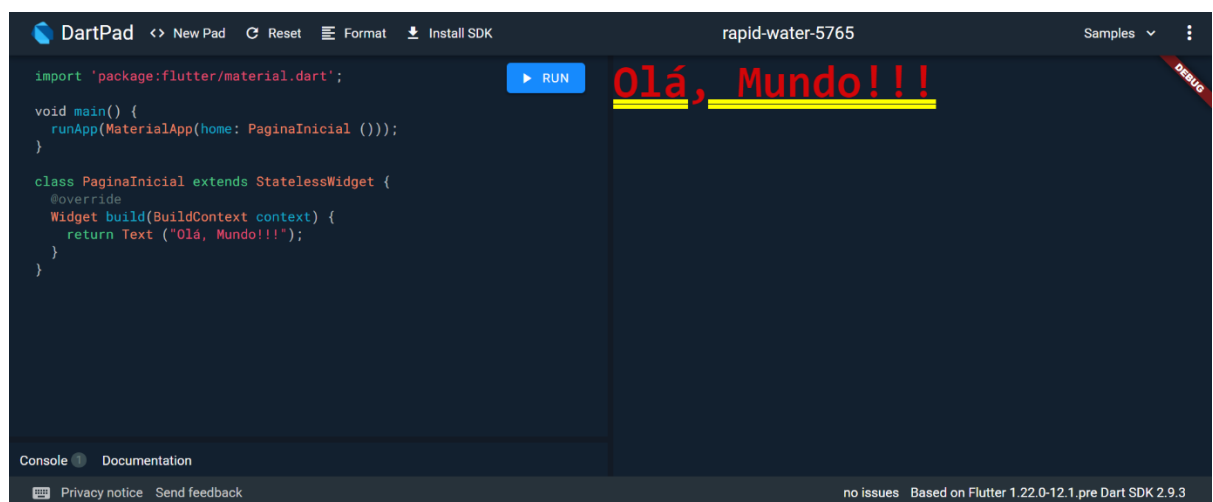 DartPad <> New Pad Reset Format Install SDK rapid-water-5765 Samples
import 'package:flutter/material.dart';
RUN
void main() {
runApp(MaterialApp(home: PaginaInicial ()));
}
class PaginaInicial extends StatelessWidget {
@override
Widget build(BuildContext context) {
return Text ("Olá, Mundo!!!");
}
}
Olá, Mundo!!!
DEBUG
Console 1 Documentation
Privacy notice Send feedback no issues Based on Flutter 1.22.0-12.1.pre Dart SDK 2.9.3